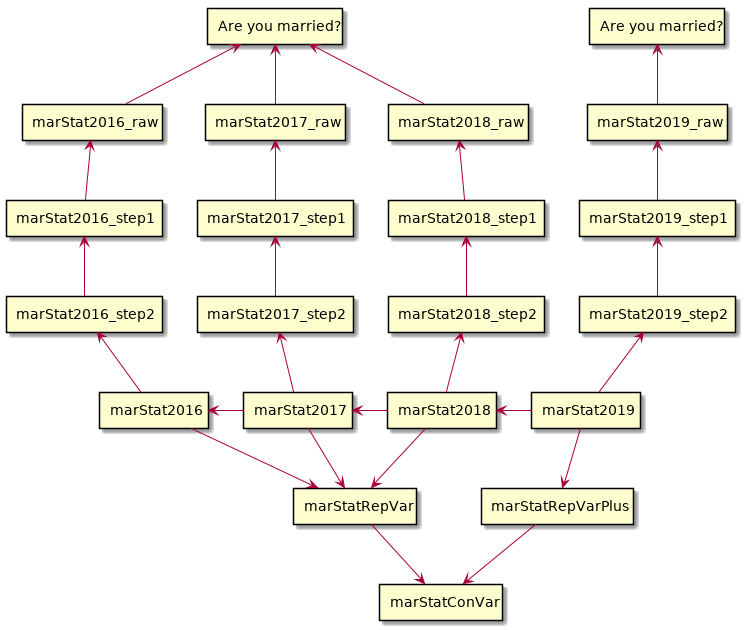 Are you married?
Are you married?
marStat2016_raw
marStat2017_raw
marStat2018_raw
marStat2019_raw
marStat2016_step1
marStat2017_step1
marStat2018_step1
marStat2019_step1
marStat2016_step2
marStat2017_step2
marStat2018_step2
marStat2019_step2
marStat2016
marStat2017
marStat2018
marStat2019
marStatRepVar
marStatRepVarPlus
marStatConVar